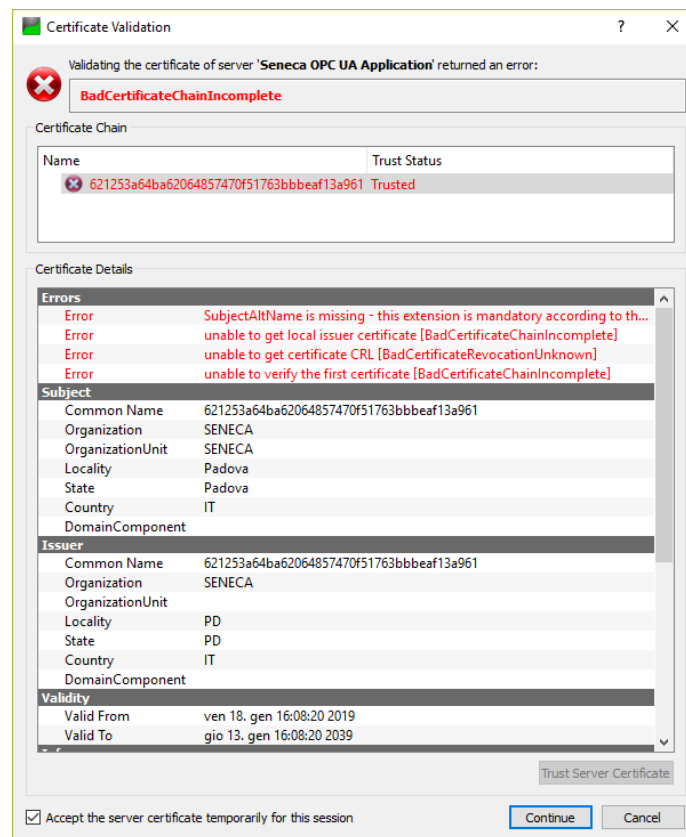 Certificate Validation
Validating the certificate of server 'Seneca OPC UA Application' returned an error:
BadCertificateChainIncomplete
Certificate Chain
Name Trust Status
621253a64ba62064857470f51763bbbeaf13a961 Trusted
Certificate Details
Errors
Error SubjectAltName is missing - this extension is mandatory according to th...
Error unable to get local issuer certificate [BadCertificateChainIncomplete]
Error unable to get certificate CRL [BadCertificateRevocationUnknown]
Error unable to verify the first certificate [BadCertificateChainIncomplete]
Subject
Common Name 621253a64ba62064857470f51763bbbeaf13a961
Organization SENECA
OrganizationUnit SENECA
Locality Padova
State Padova
Country IT
DomainComponent
Issuer
Common Name 621253a64ba62064857470f51763bbbeaf13a961
Organization SENECA
OrganizationUnit
Locality PD
State PD
Country IT
DomainComponent
Validity
Valid From ven 18. gen 16:08:20 2019
Valid To gio 13. gen 16:08:20 2039
Trust Server Certificate
Accept the server certificate temporarily for this session
Continue Cancel